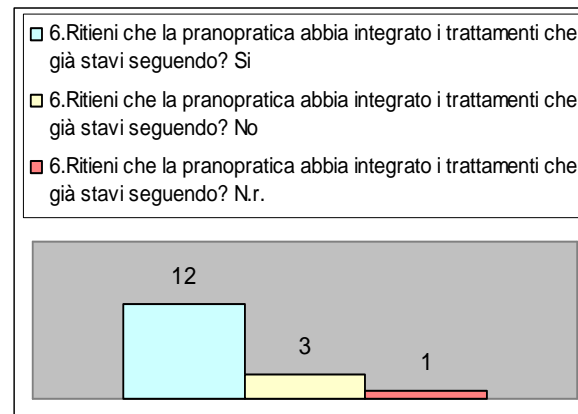 6.Ritieni che la pranopratica abbia integrato i trattamenti che
già stavi seguendo? Si
6.Ritieni che la pranopratica abbia integrato i trattamenti che
già stavi seguendo? No
6.Ritieni che la pranopratica abbia integrato i trattamenti che
già stavi seguendo? N.r.
12
3
1